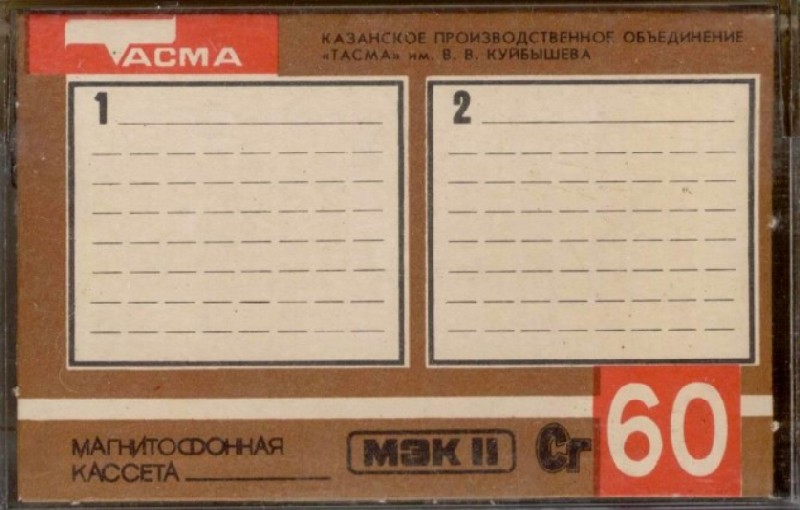 ТАСМА
КАЗАНСКОЕ ПРОИЗВОДСТВЕННОЕ ОБЪЕДИНЕНИЕ
«ТАСМА» им. В. В. КУЙБЫШЕВА
1
2
МАГНИТОФОННАЯ
КАССЕТА
МЭК II Cr 60